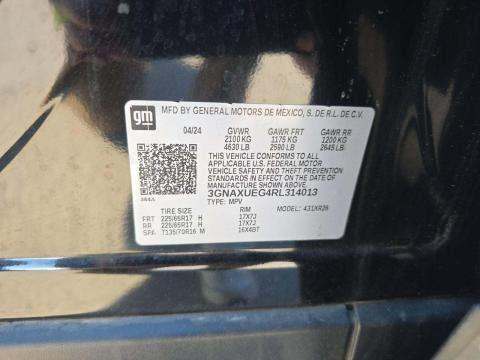 gm
MFD BY GENERAL MOTORS DE MEXICO, S. DE R.L. DE C.V.
04/24 GVWR GAWR FRT GAWR RR
2100 KG 1175 KG 1200 KG
4630 LB 2590 LB 2645 LB
THIS VEHICLE CONFORMS TO ALL
APPLICABLE U.S. FEDERAL MOTOR
VEHICLE SAFETY AND THEFT
PREVENTION STANDARDS IN EFFECT ON
THE DATE OF MANUFACTURE SHOWN ABOVE.
3GNAXUEG4RL314013
TYPE: MPV
TIRE SIZE RIM MODEL: 431XR26
FRT 225/65R17 H 17X7J
RR 225/65R17 H 17X7J
SPA T135/70R16 M 16X4BT